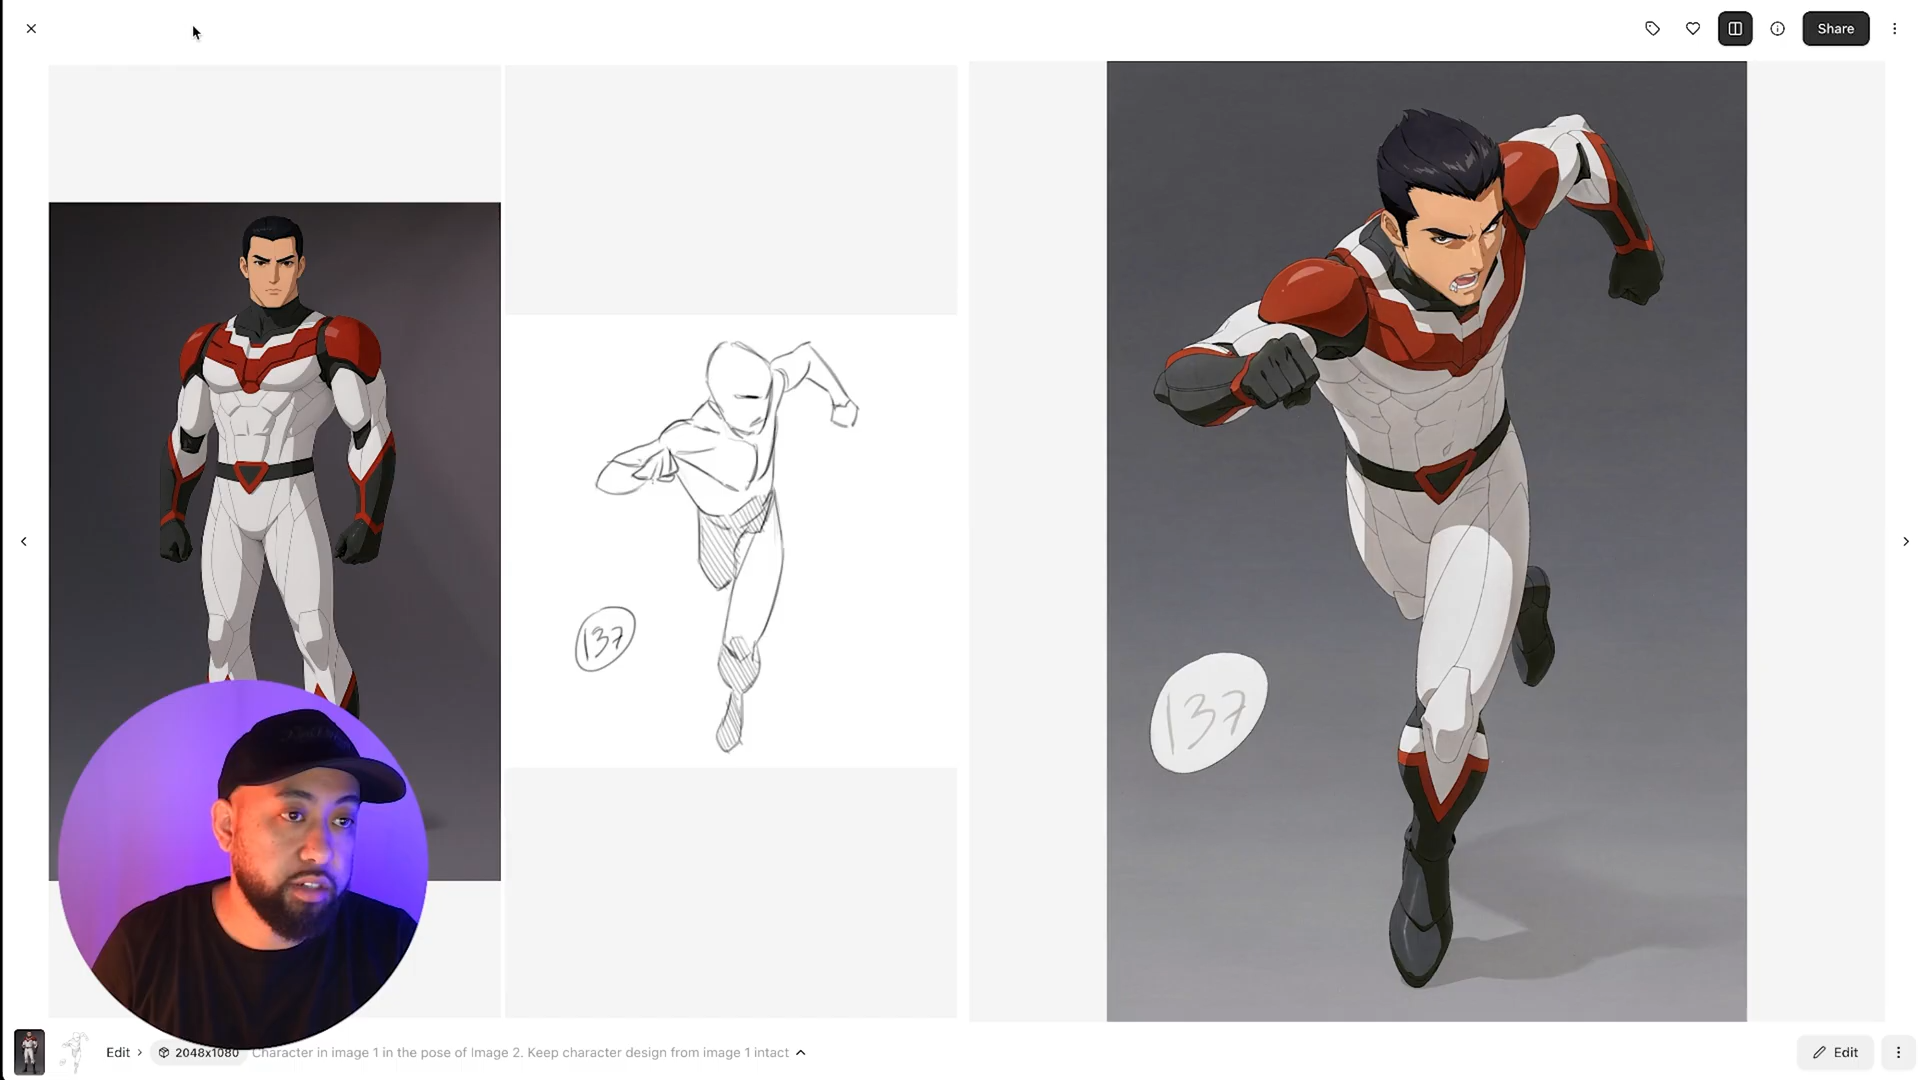 Share
137
137
Edit
2048x1080
Character in image 1 in the pose of Image 2. Keep character design from image 1 intact
Edit